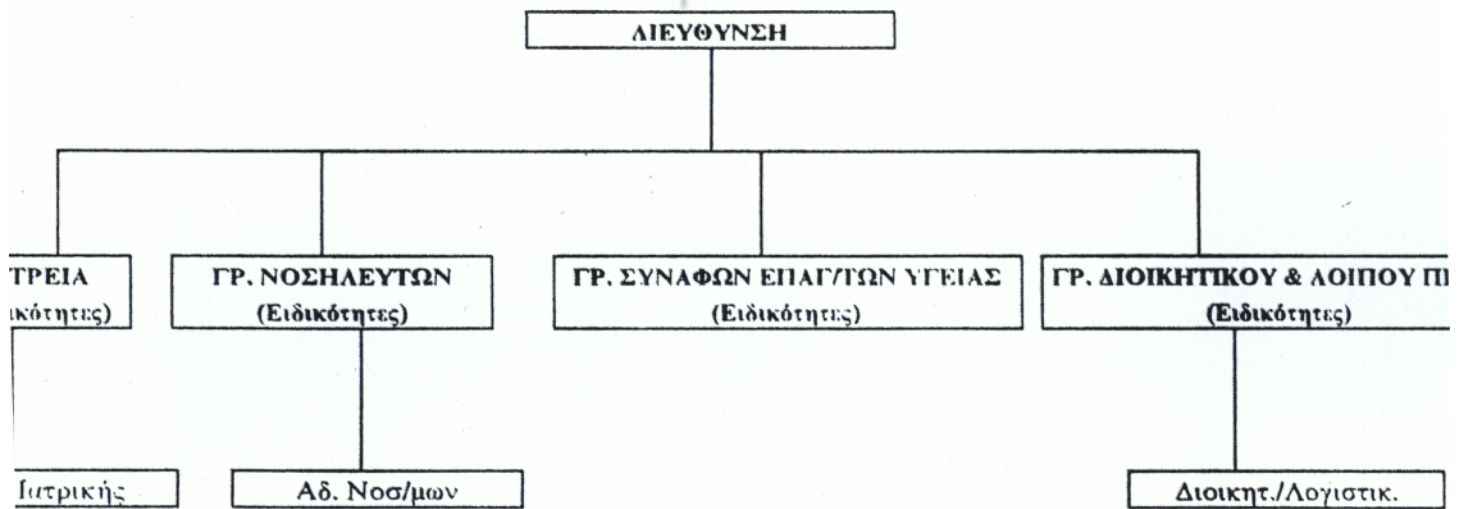 ΔΙΕΥΘΥΝΣΗ
ΤΡΕΙΑ
ικότητες)
ΓΡ. ΝΟΣΗΛΕΥΤΩΝ
(Ειδικότητες)
ΓΡ. ΣΥΝΑΦΩΝ ΕΠΑΓ/ΤΩΝ ΥΓΕΙΑΣ
(Ειδικότητες)
ΓΡ. ΔΙΟΙΚΗΤΙΚΟΥ & ΛΟΙΠΟΥ ΠΕ
(Ειδικότητες)
Ιατρικής
Αδ. Νοσ/μων
Διοικητ./Λογιστικ.